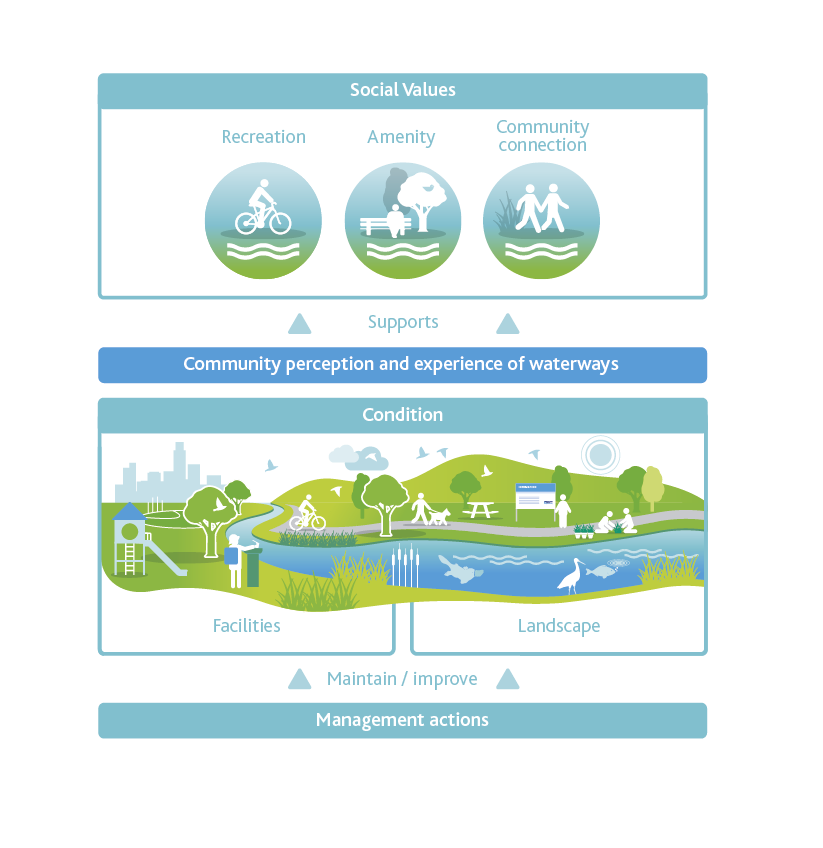 Social Values
Recreation
Amenity
Community
connection
Supports
Community perception and experience of waterways
Condition
Facilities
Landscape
Maintain / improve
Management actions